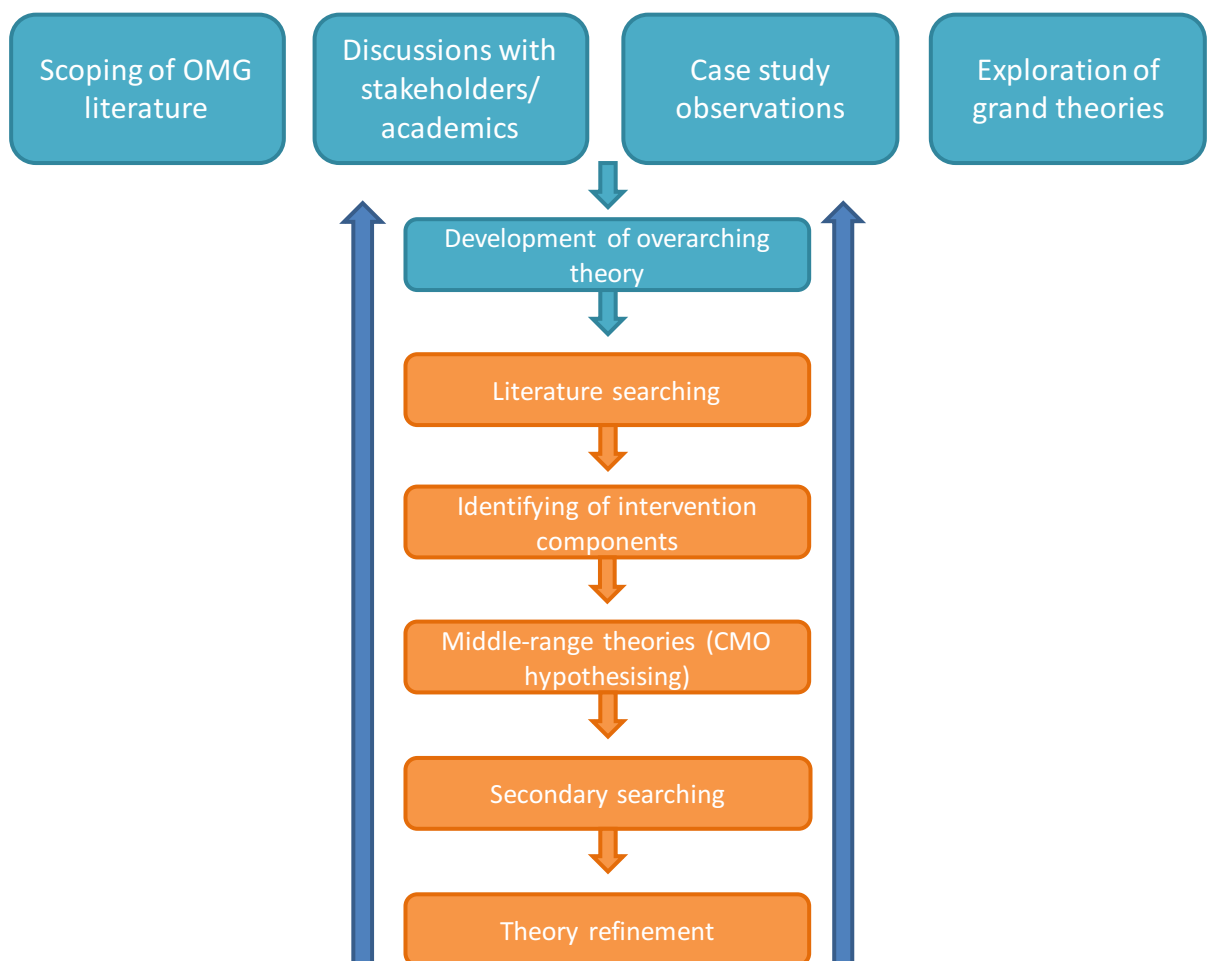 Scoping of OMG
literature
Discussions with
stakeholders/
academics
Case study
observations
Exploration of
grand theories
Development of overarching
theory
Literature searching
Identifying of intervention
components
Middle-range theories (CMO
hypothesising)
Secondary searching
Theory refinement